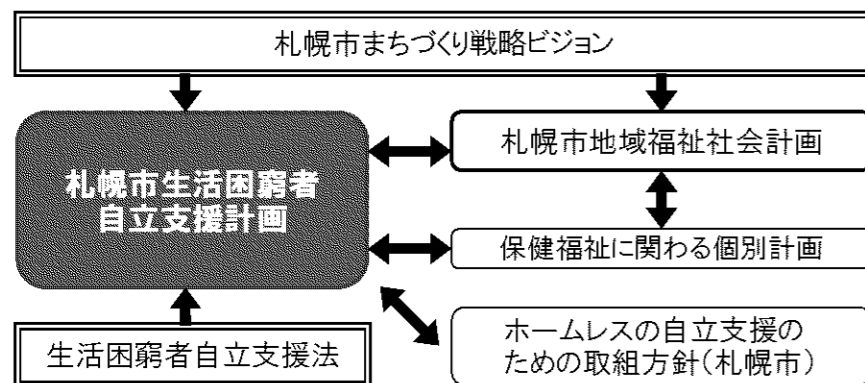 札幌市まちづくり戦略ビジョン
札幌市生活困窮者
自立支援計画
札幌市地域福祉社会計画
保健福祉に関わる個別計画
生活困窮者自立支援法
ホームレスの自立支援の
ための取組方針(札幌市)